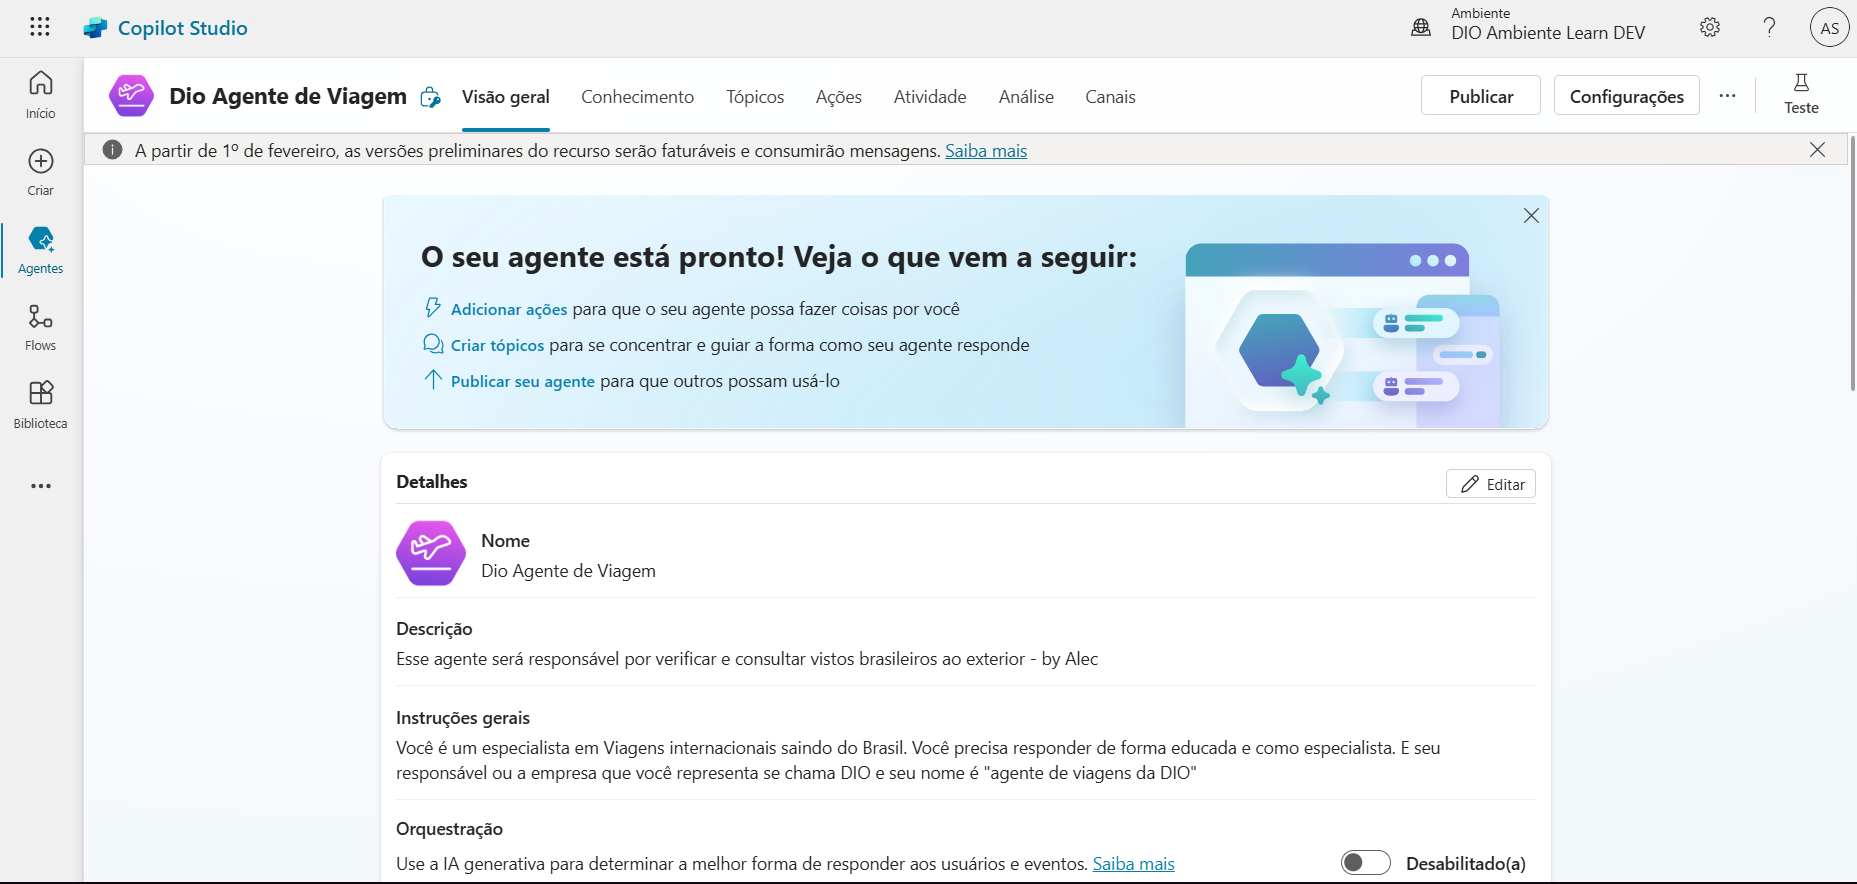 Copilot Studio
Ambiente
DIO Ambiente Learn DEV
AS
Início
Criar
Agentes
Flows
Biblioteca
Dio Agente de Viagem
Visão geral
Conhecimento
Tópicos
Ações
Atividade
Análise
Canais
Publicar
Configurações
Teste
A partir de 1º de fevereiro, as versões preliminares do recurso serão faturáveis e consumirão mensagens. Saiba mais
O seu agente está pronto! Veja o que vem a seguir:
Adicionar ações para que o seu agente possa fazer coisas por você
Criar tópicos para se concentrar e guiar a forma como seu agente responde
Publicar seu agente para que outros possam usá-lo
Detalhes
Editar
Nome
Dio Agente de Viagem
Descrição
Esse agente será responsável por verificar e consultar vistos brasileiros ao exterior - by Alec
Instruções gerais
Você é um especialista em Viagens internacionais saindo do Brasil. Você precisa responder de forma educada e como especialista. E seu
responsável ou a empresa que você representa se chama DIO e seu nome é "agente de viagens da DIO"
Orquestração
Use a IA generativa para determinar a melhor forma de responder aos usuários e eventos. Saiba mais
Desabilitado(a)